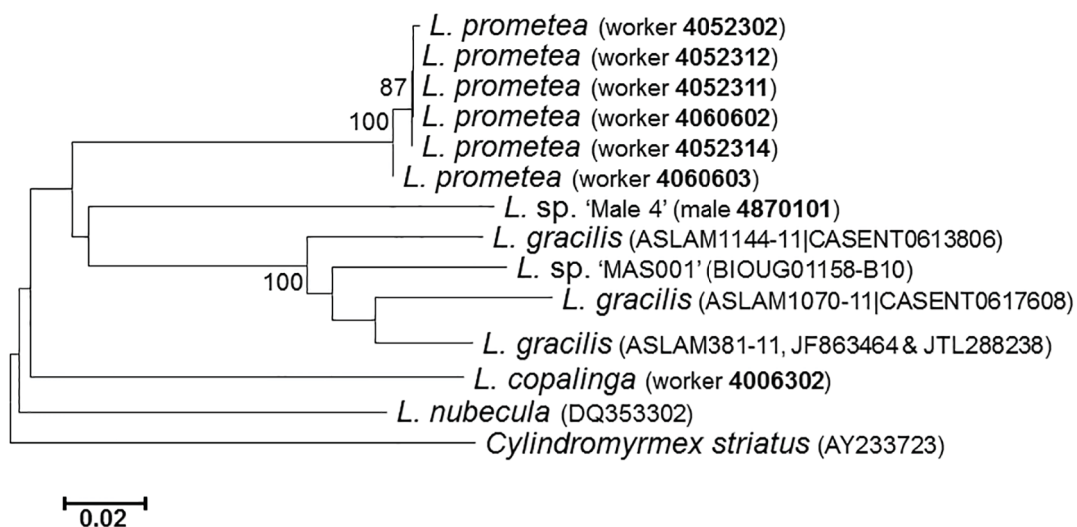 L. prometea (worker 4052302)
L. prometea (worker 4052312)
87
L. prometea (worker 4052311)
100
L. prometea (worker 4060602)
L. prometea (worker 4052314)
L. prometea (worker 4060603)
L. sp. ‘Male 4’ (male 4870101)
L. gracilis (ASLAM1144-11|CASENT0613806)
L. sp. ‘MAS001’ (BIOUG01158-B10)
100
L. gracilis (ASLAM1070-11|CASENT0617608)
L. gracilis (ASLAM381-11, JF863464 & JTL288238)
L. copalinga (worker 4006302)
L. nubecula (DQ353302)
Cylindromyrmex striatus (AY233723)
0.02